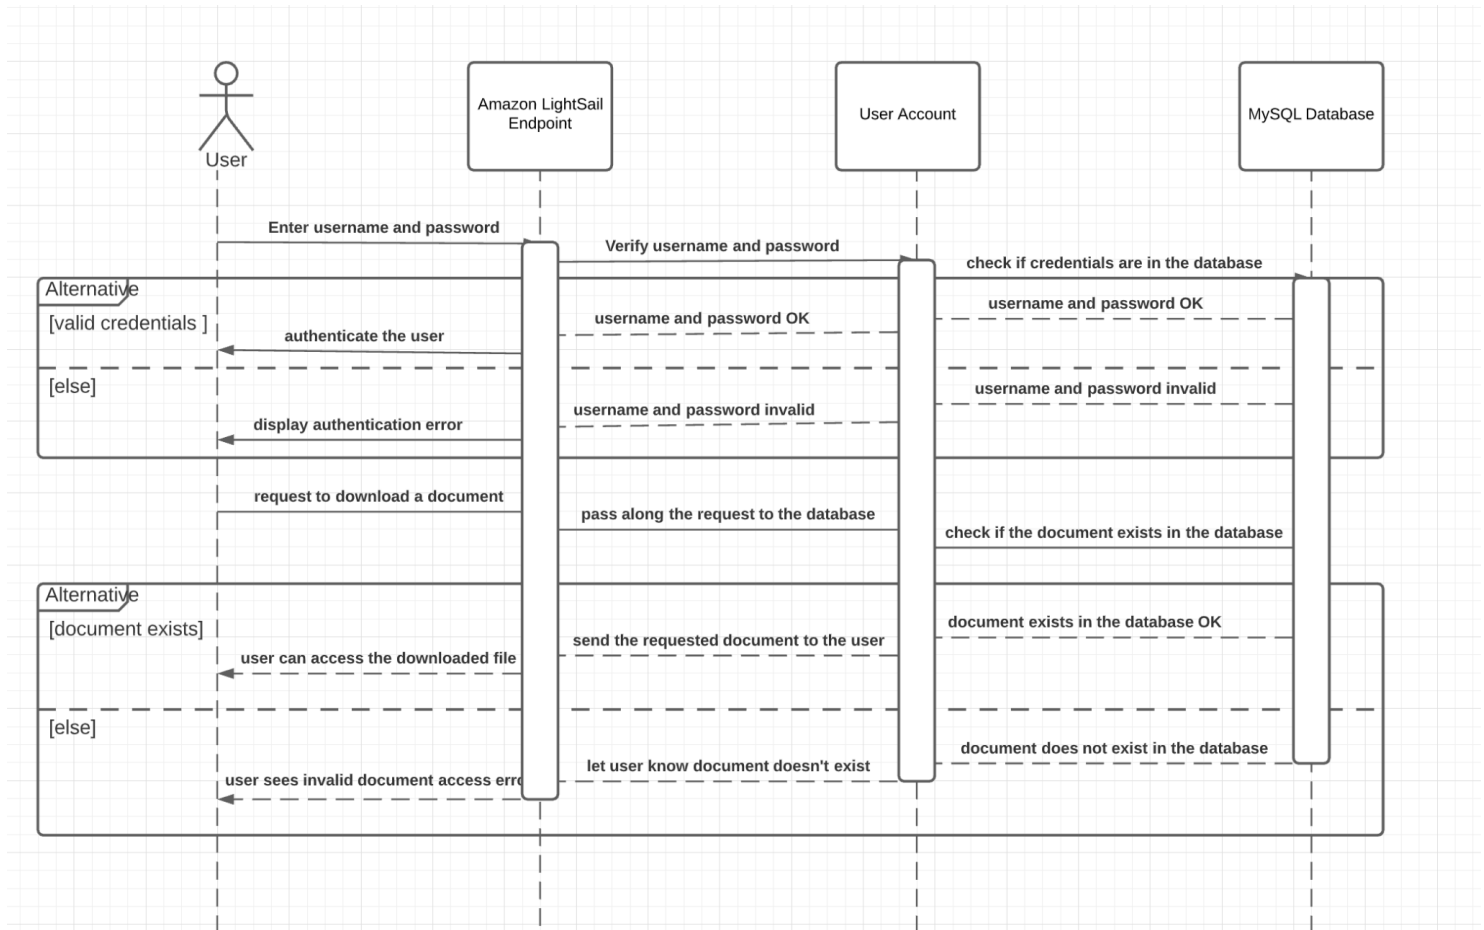 User
Amazon LightSail
Endpoint
User Account
MySQL Database
Enter username and password
Verify username and password
check if credentials are in the database
Alternative
[valid credentials ]
username and password OK
username and password OK
authenticate the user
[else]
username and password invalid
username and password invalid
display authentication error
request to download a document
pass along the request to the database
check if the document exists in the database
Alternative
[document exists]
document exists in the database OK
send the requested document to the user
user can access the downloaded file
[else]
document does not exist in the database
let user know document doesn't exist
user sees invalid document access erro